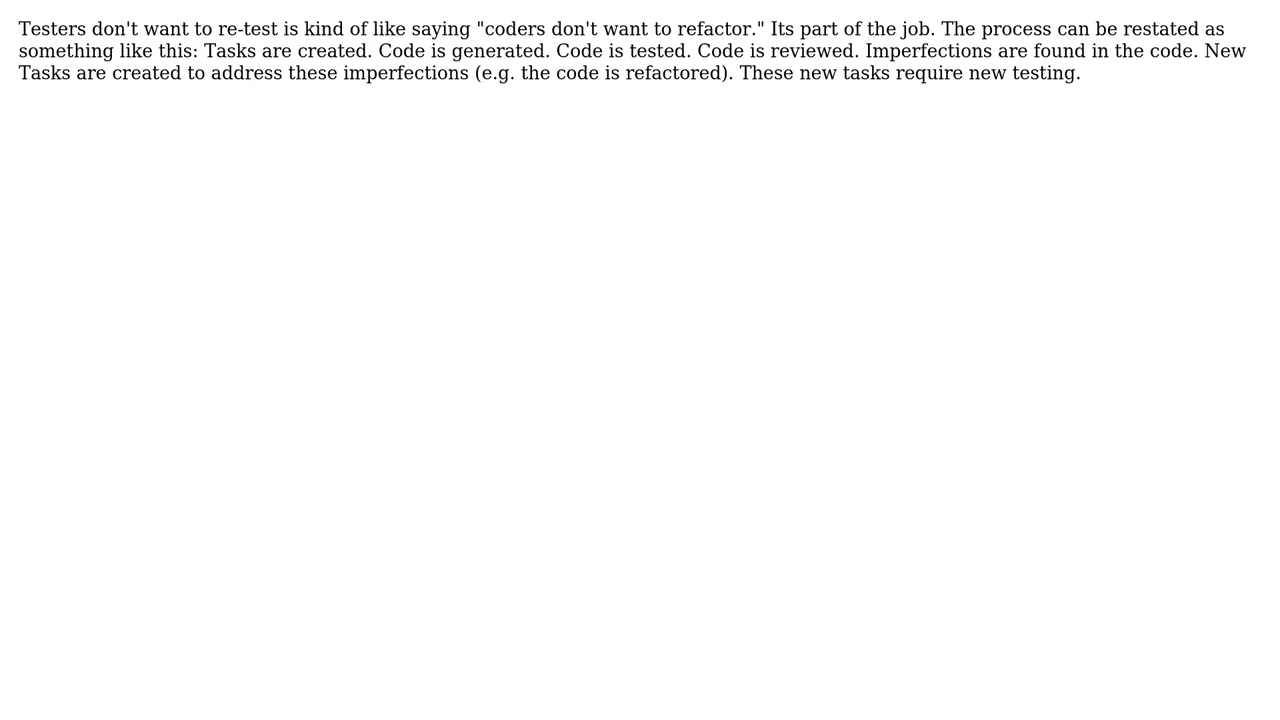 Testers don't want to re-test is kind of like saying "coders don't want to refactor." Its part of the job. The process can be restated as
something like this: Tasks are created. Code is generated. Code is tested. Code is reviewed. Imperfections are found in the code. New
Tasks are created to address these imperfections (e.g. the code is refactored). These new tasks require new testing.